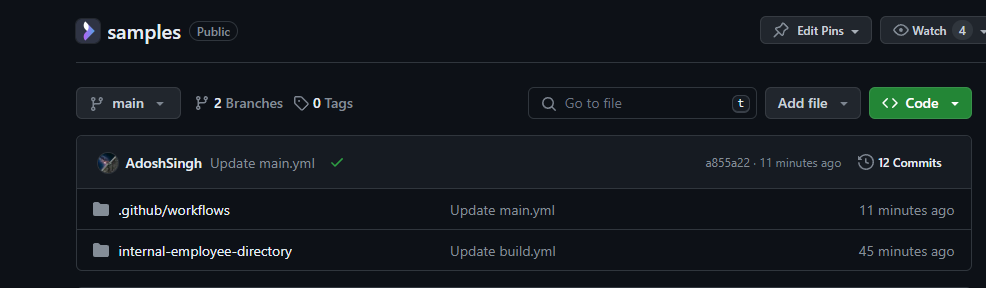 samples Public Edit Pins Watch 4
main 2 Branches 0 Tags Go to file t Add file Code
AdoshSingh Update main.yml a855a22 · 11 minutes ago 12 Commits
.github/workflows Update main.yml 11 minutes ago
internal-employee-directory Update build.yml 45 minutes ago